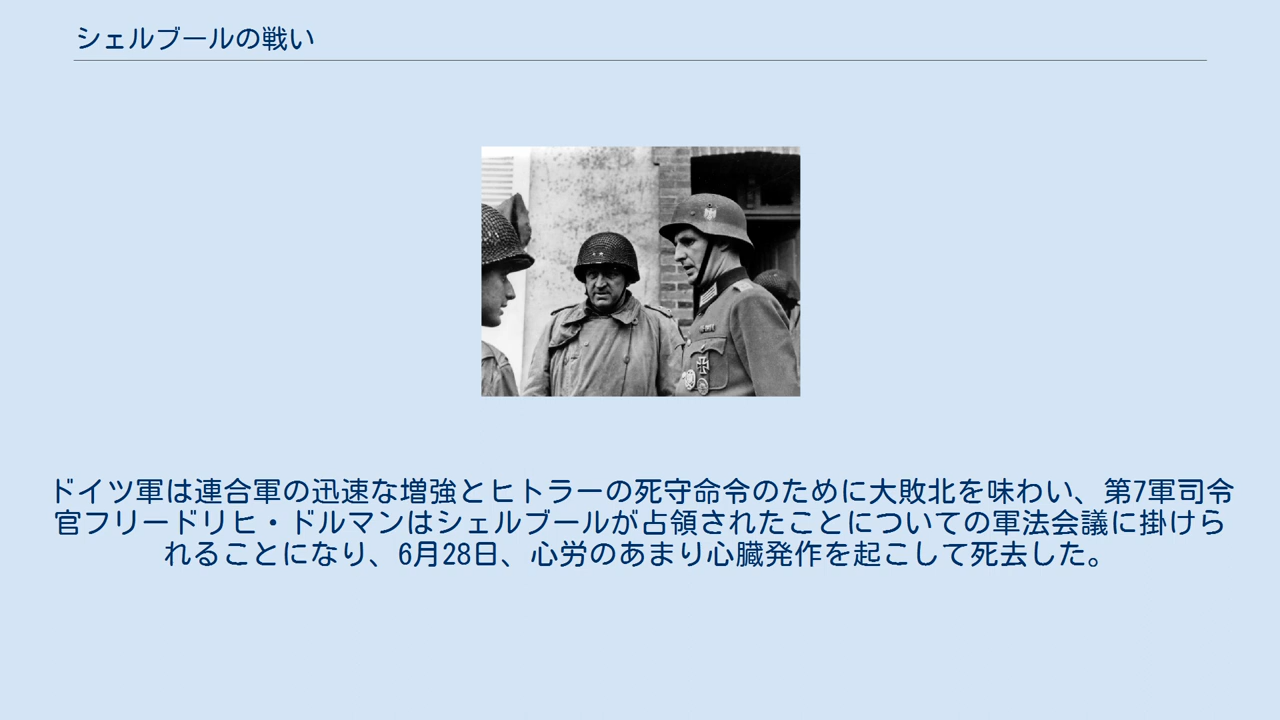 シェルブールの戦い
ドイツ軍は連合軍の迅速な増強とヒトラーの死守命令のために大敗北を味わい、第7軍司令
官フリードリヒ・ドルマンはシェルブールが占領されたことについての軍法会議に掛けら
れることになり、6月28日、心労のあまり心臓発作を起こして死去した。